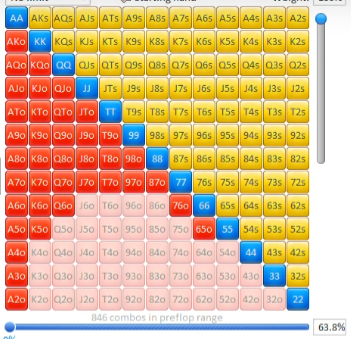 AA AKs AQs AJs ATs A9s A8s A7s A6s A5s A4s A3s A2s
AKo KK KQs KJs KTs K9s K8s K7s K6s K5s K4s K3s K2s
AQo KQo QQ QJs QTs Q9s Q8s Q7s Q6s Q5s Q4s Q3s Q2s
AJo KJo QJo JJ JTs J9s J8s J7s J6s J5s J4s J3s J2s
ATo KTo QTo JTo TT T9s T8s T7s T6s T5s T4s T3s T2s
A9o K9o Q9o J9o T9o 99 98s 97s 96s 95s 94s 93s 92s
A8o K8o Q8o J8o T8o 98o 88 87s 86s 85s 84s 83s 82s
A7o K7o Q7o J7o T7o 97o 87o 77 76s 75s 74s 73s 72s
A6o K6o Q6o J6o T6o 96o 86o 76o 66 65s 64s 63s 62s
A5o K5o Q5o J5o T5o 95o 85o 75o 65o 55 54s 53s 52s
A4o K4o Q4o J4o T4o 94o 84o 74o 64o 54o 44 43s 42s
A3o K3o Q3o J3o T3o 93o 83o 73o 63o 53o 43o 33 32s
A2o K2o Q2o J2o T2o 92o 82o 72o 62o 52o 42o 32o 22
846 combos in preflop range
63.8%